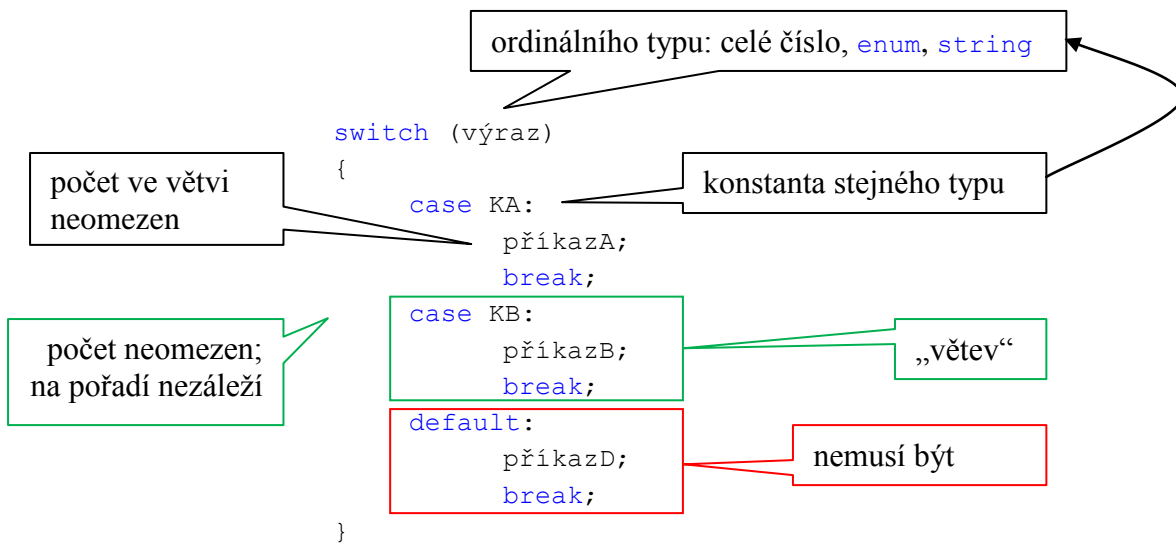 ordinálního typu: celé číslo, enum, string
switch (výraz)
{
počet ve větvi
neomezen
konstanta stejného typu
case KA:
příkazA;
break;
počet neomezen;
na pořadí nezáleží
case KB:
příkazB;
break;
„větev“
default:
příkazD;
break;
nemusí být
}